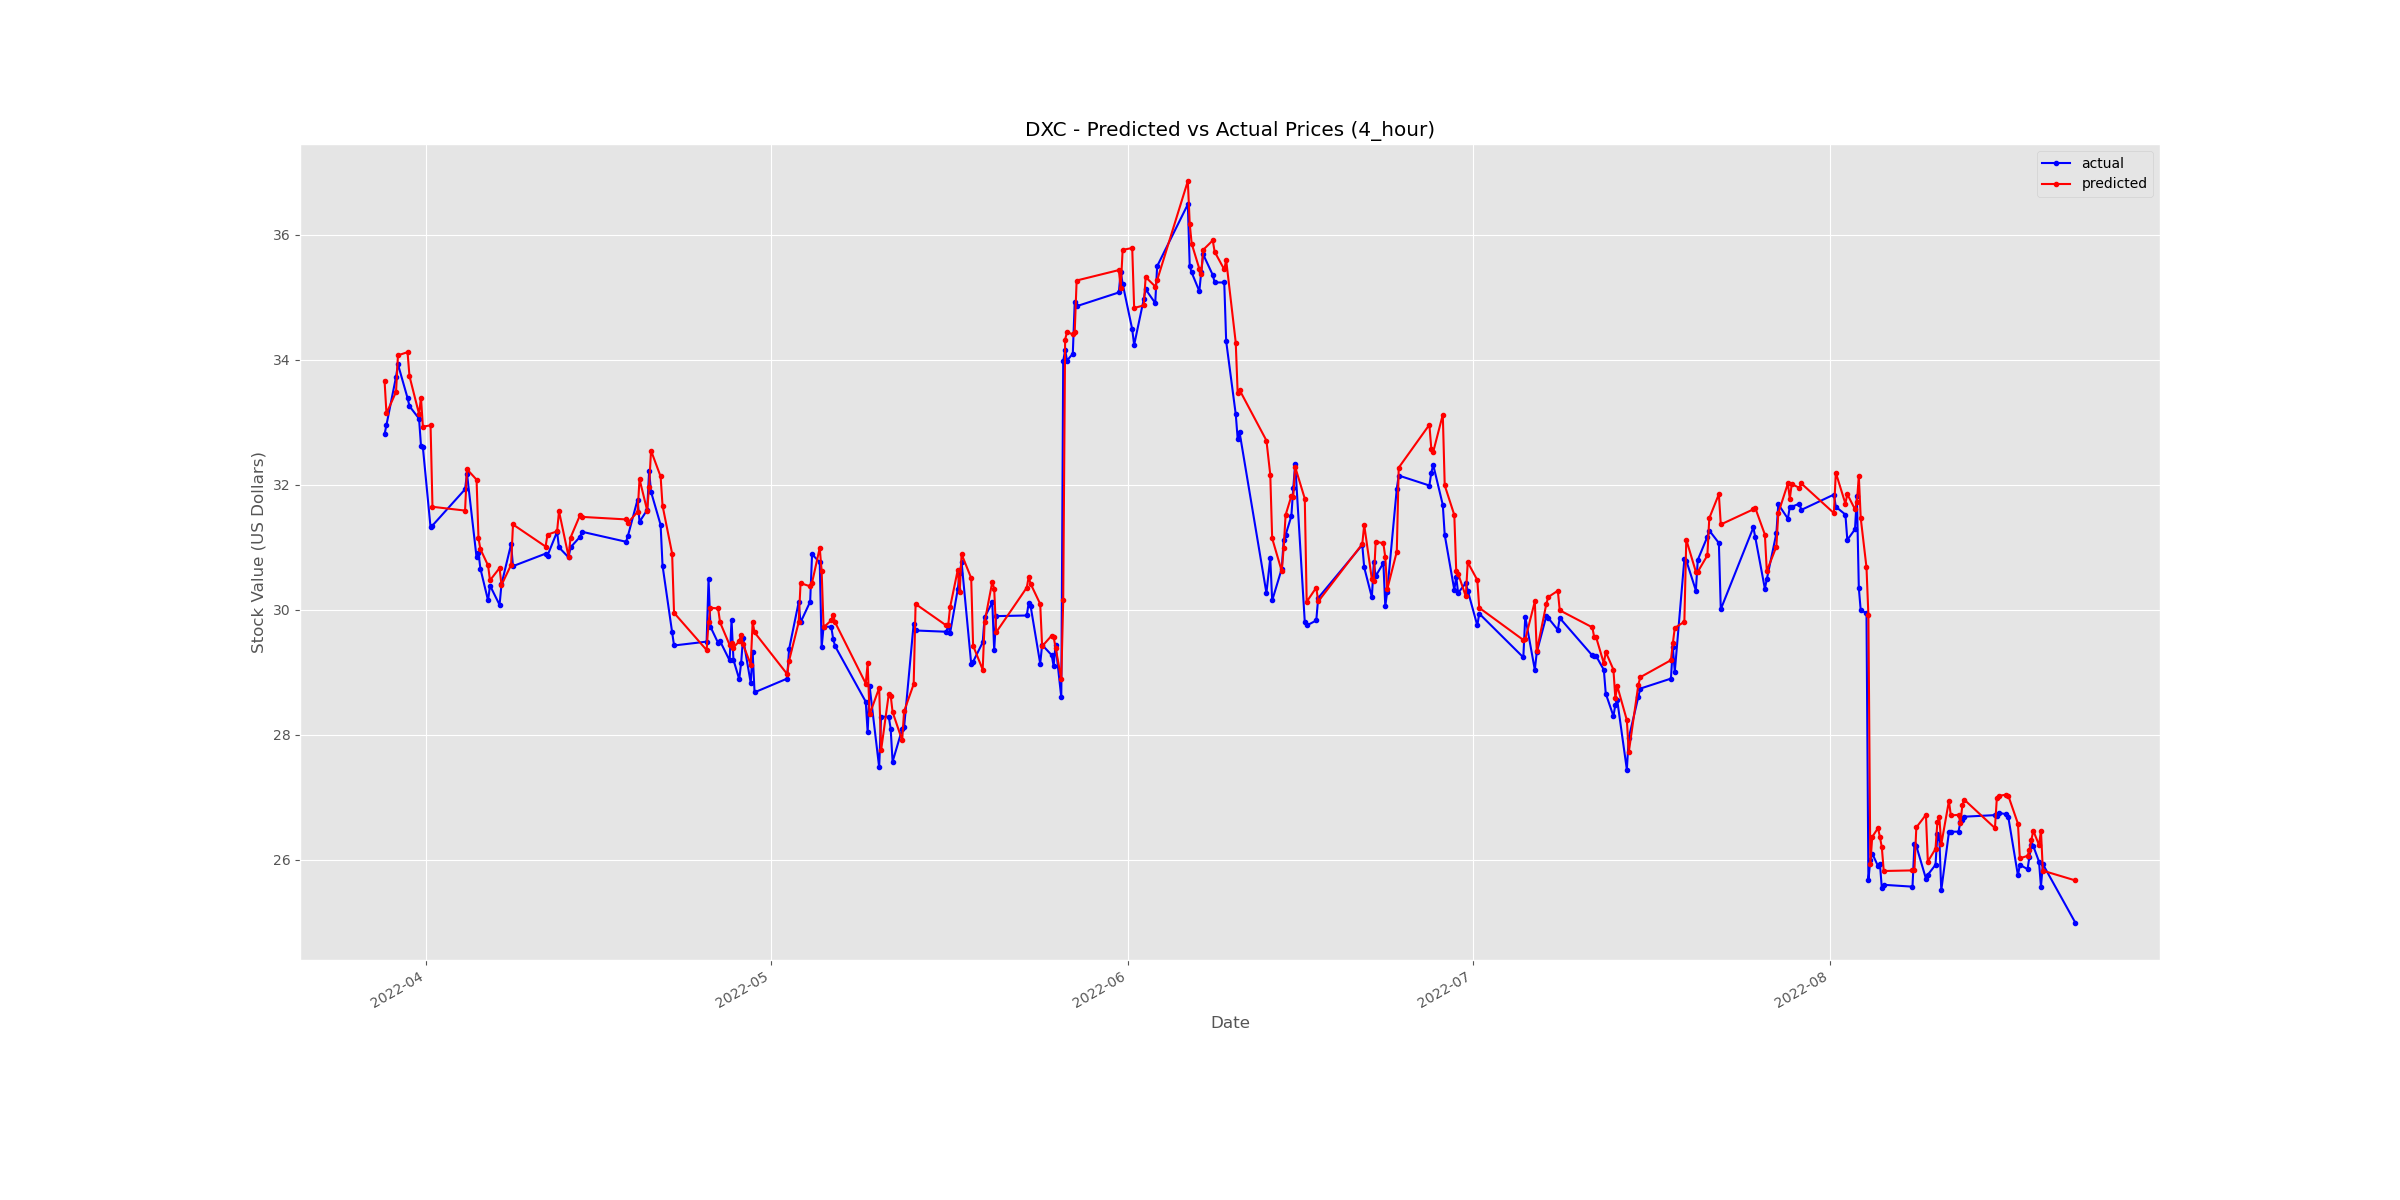 DXC - Predicted vs Actual Prices (4_hour)
actual
predicted
36
34
32
30
28
26
Stock Value (US Dollars)
2022-04
2022-05
2022-06
2022-07
2022-08
Date